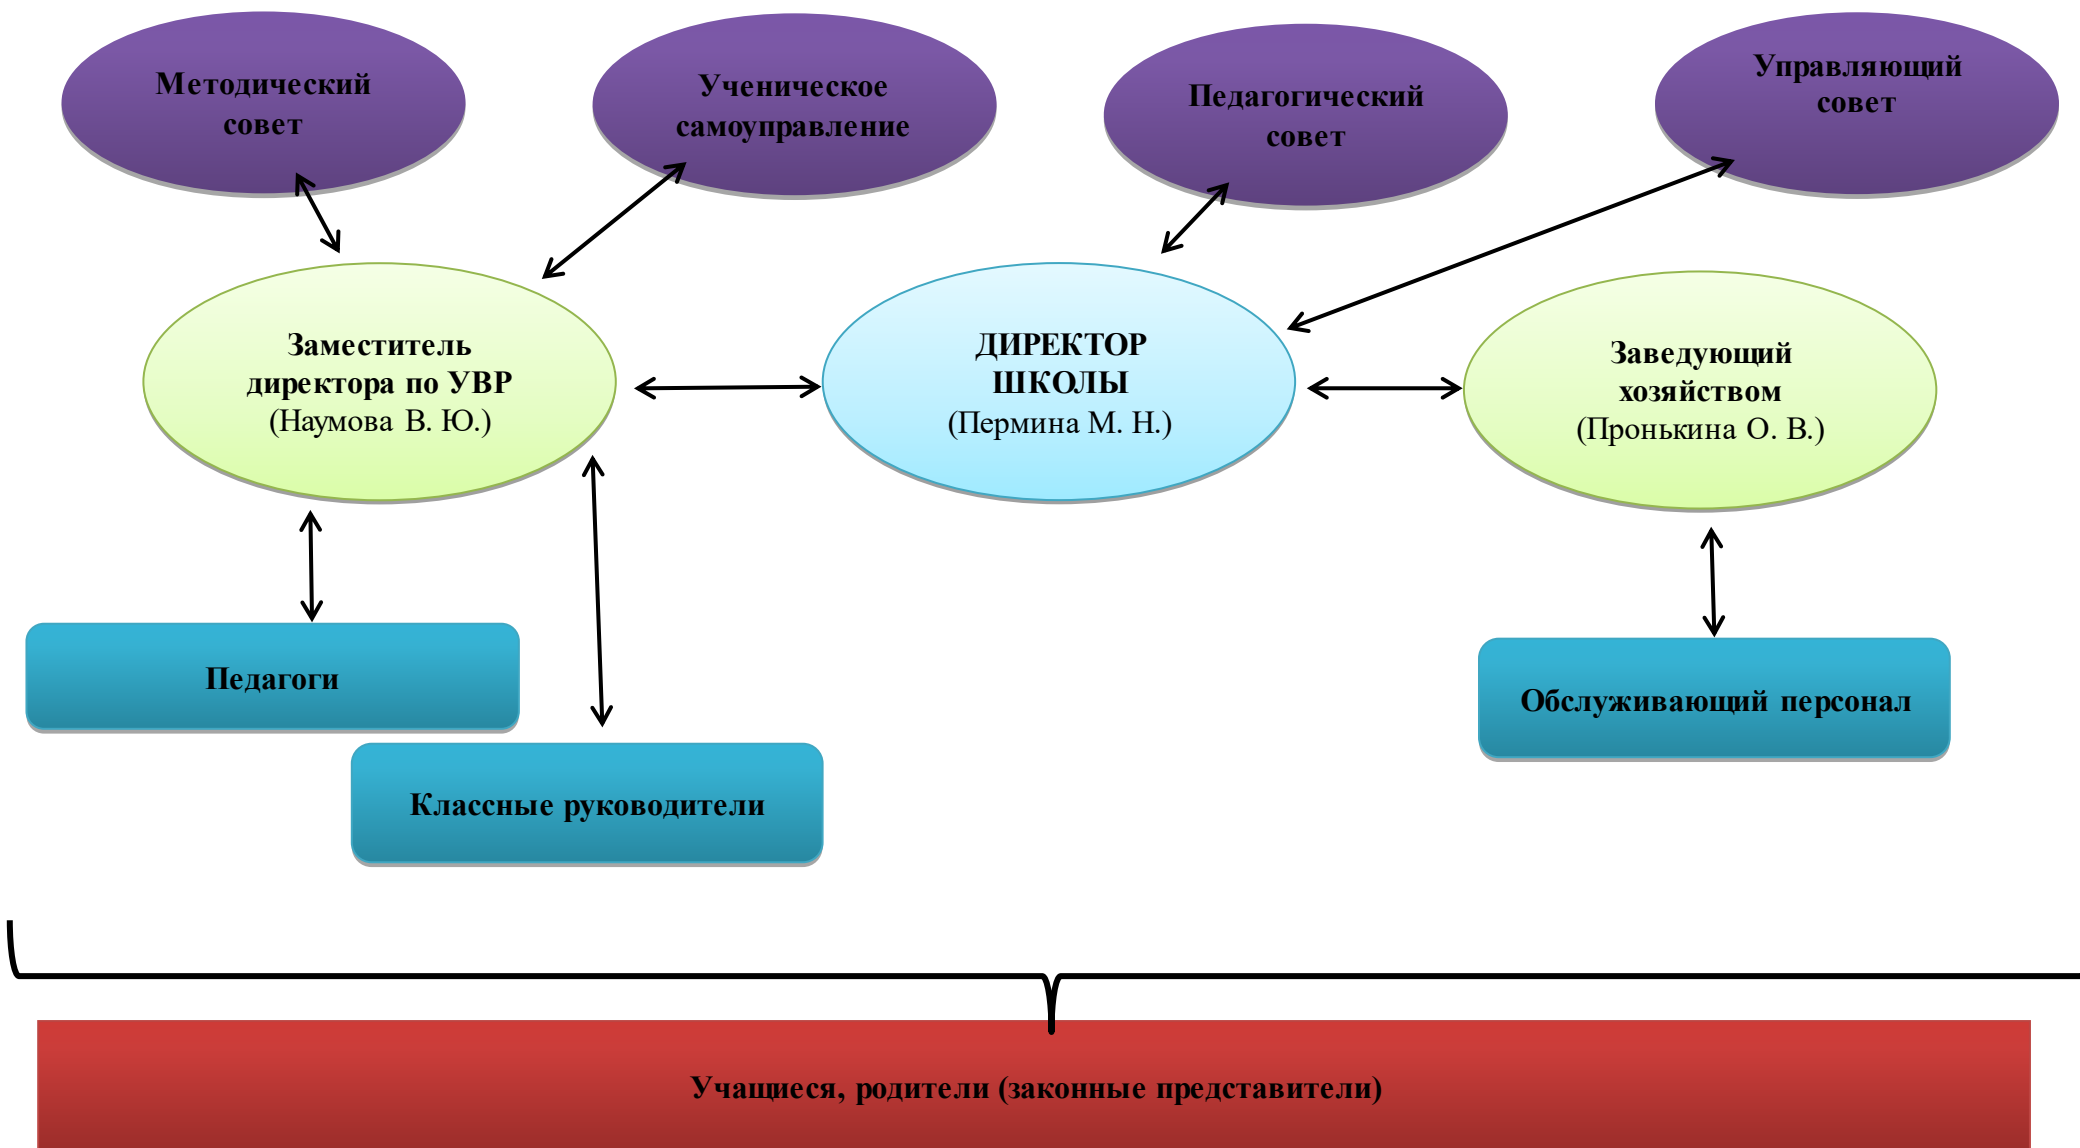 Методический
совет
Ученическое
самоуправление
Педагогический
совет
Управляющий
совет
Заместитель
директора по УВР
(Наумова В. Ю.)
ДИРЕКТОР
ШКОЛЫ
(Пермина М. Н.)
Заведующий
хозяйством
(Пронькина О. В.)
Педагоги
Классные руководители
Обслуживающий персонал
Учащиеся, родители (законные представители)